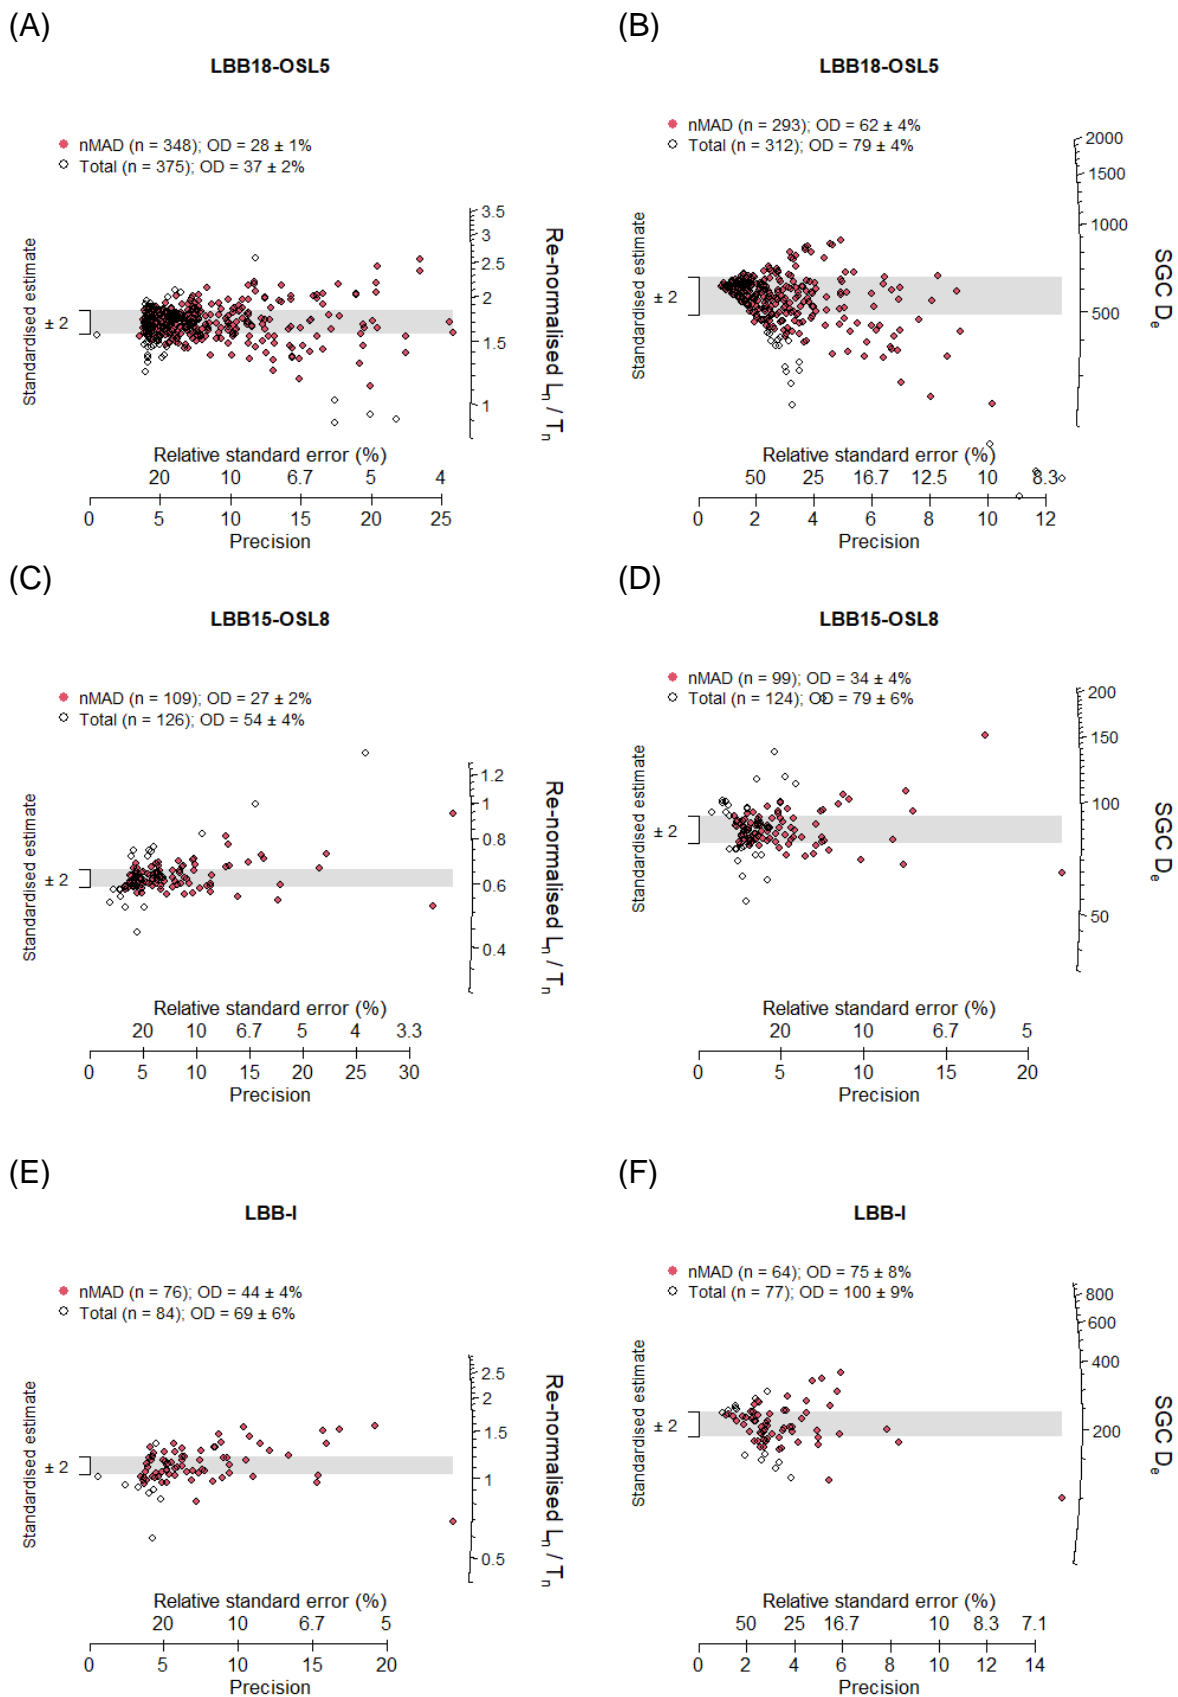 (A)
LBB18-OSL5
nMAD (n = 348); OD = 28 ± 1%
Total (n = 375); OD = 37 ± 2%
Standardised estimate
± 2
3.5
3
2.5
2
1.5
1
Re-normalised Ln / Tn
Relative standard error (%)
20 10 6.7 5 4
0 5 10 15 20 25
Precision
(B)
LBB18-OSL5
nMAD (n = 293); OD = 62 ± 4%
Total (n = 312); OD = 79 ± 4%
Standardised estimate
± 2
2000
1500
1000
500
SGC De
Relative standard error (%)
50 25 16.7 12.5 10 8.3
0 2 4 6 8 10 12
Precision
(C)
LBB15-OSL8
nMAD (n = 109); OD = 27 ± 2%
Total (n = 126); OD = 54 ± 4%
Standardised estimate
± 2
1.2
1
0.8
0.6
0.4
Re-normalised Ln / Tn
Relative standard error (%)
20 10 6.7 5 4 3.3
0 5 10 15 20 25 30
Precision
(D)
LBB15-OSL8
nMAD (n = 99); OD = 34 ± 4%
Total (n = 124); OD = 79 ± 6%
Standardised estimate
± 2
200
150
100
50
SGC De
Relative standard error (%)
20 10 6.7 5
0 5 10 15 20
Precision
(E)
LBB-I
nMAD (n = 76); OD = 44 ± 4%
Total (n = 84); OD = 69 ± 6%
Standardised estimate
± 2
2.5
2
1.5
1
0.5
Re-normalised Ln / Tn
Relative standard error (%)
20 10 6.7 5
0 5 10 15 20
Precision
(F)
LBB-I
nMAD (n = 64); OD = 75 ± 8%
Total (n = 77); OD = 100 ± 9%
Standardised estimate
± 2
800
600
400
200
SGC De
Relative standard error (%)
50 25 16.7 10 8.3 7.1
0 2 4 6 8 10 12 14
Precision